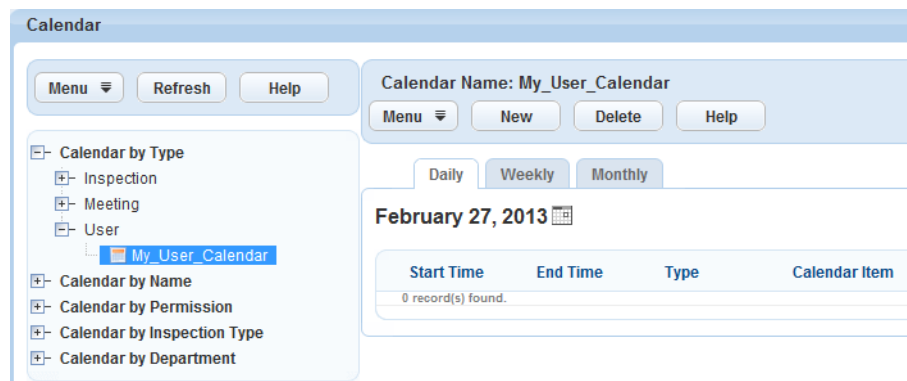 Calendar
Menu Refresh Help
Calendar by Type
Inspection
Meeting
User
My_User_Calendar
Calendar by Name
Calendar by Permission
Calendar by Inspection Type
Calendar by Department
Calendar Name: My_User_Calendar
Menu New Delete Help
Daily Weekly Monthly
February 27, 2013
Start Time End Time Type Calendar Item
0 record(s) found.